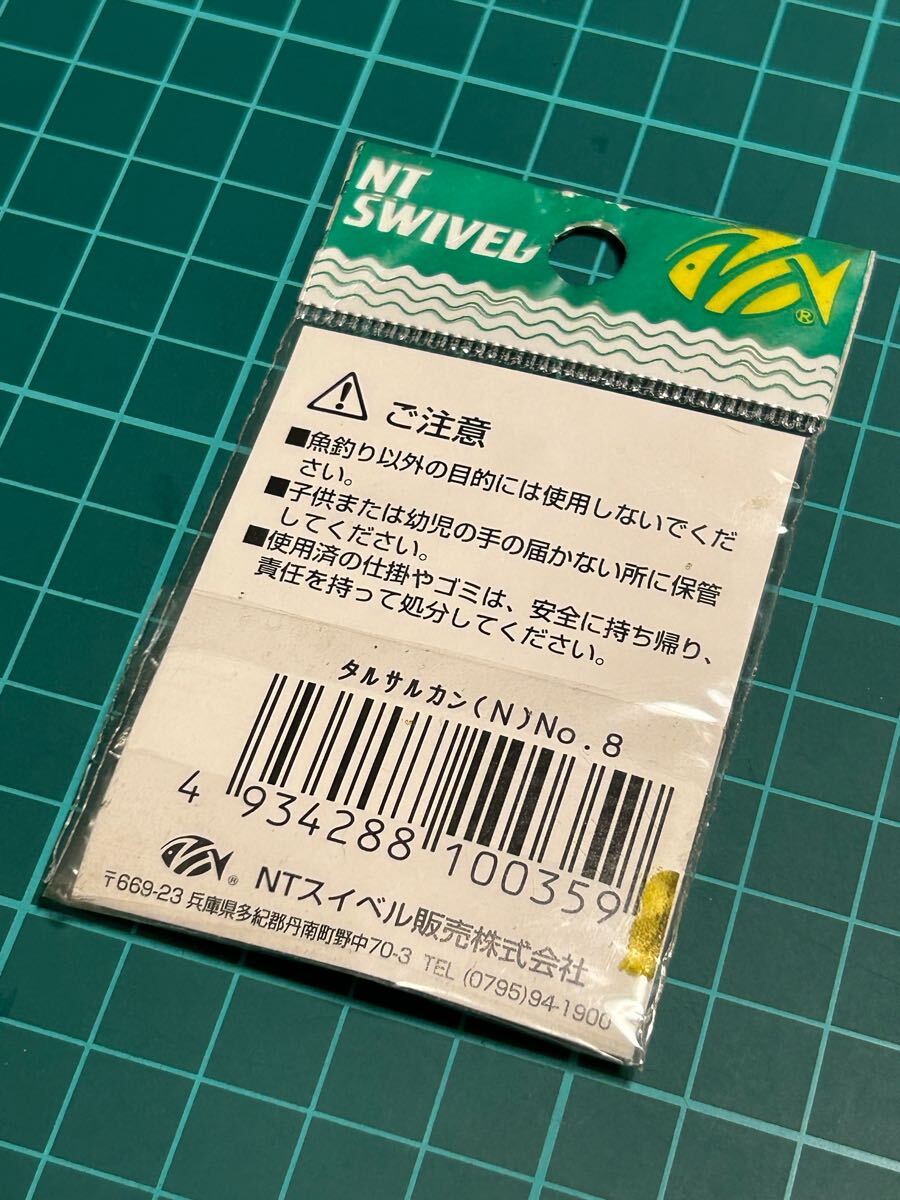 NT
SWIVEL
®
ご注意
■魚釣り以外の目的には使用しないでくだ
さい。
■子供または幼児の手の届かない所に保管
してください。
■使用済の仕掛やゴミは、安全に持ち帰り、
責任を持って処分してください。
タルサルカン(N)No.8
4 934288 100359
® NTスイベル販売株式会社
〒669-23 兵庫県多紀郡丹南町野中70-3 TEL (0795)94-1900